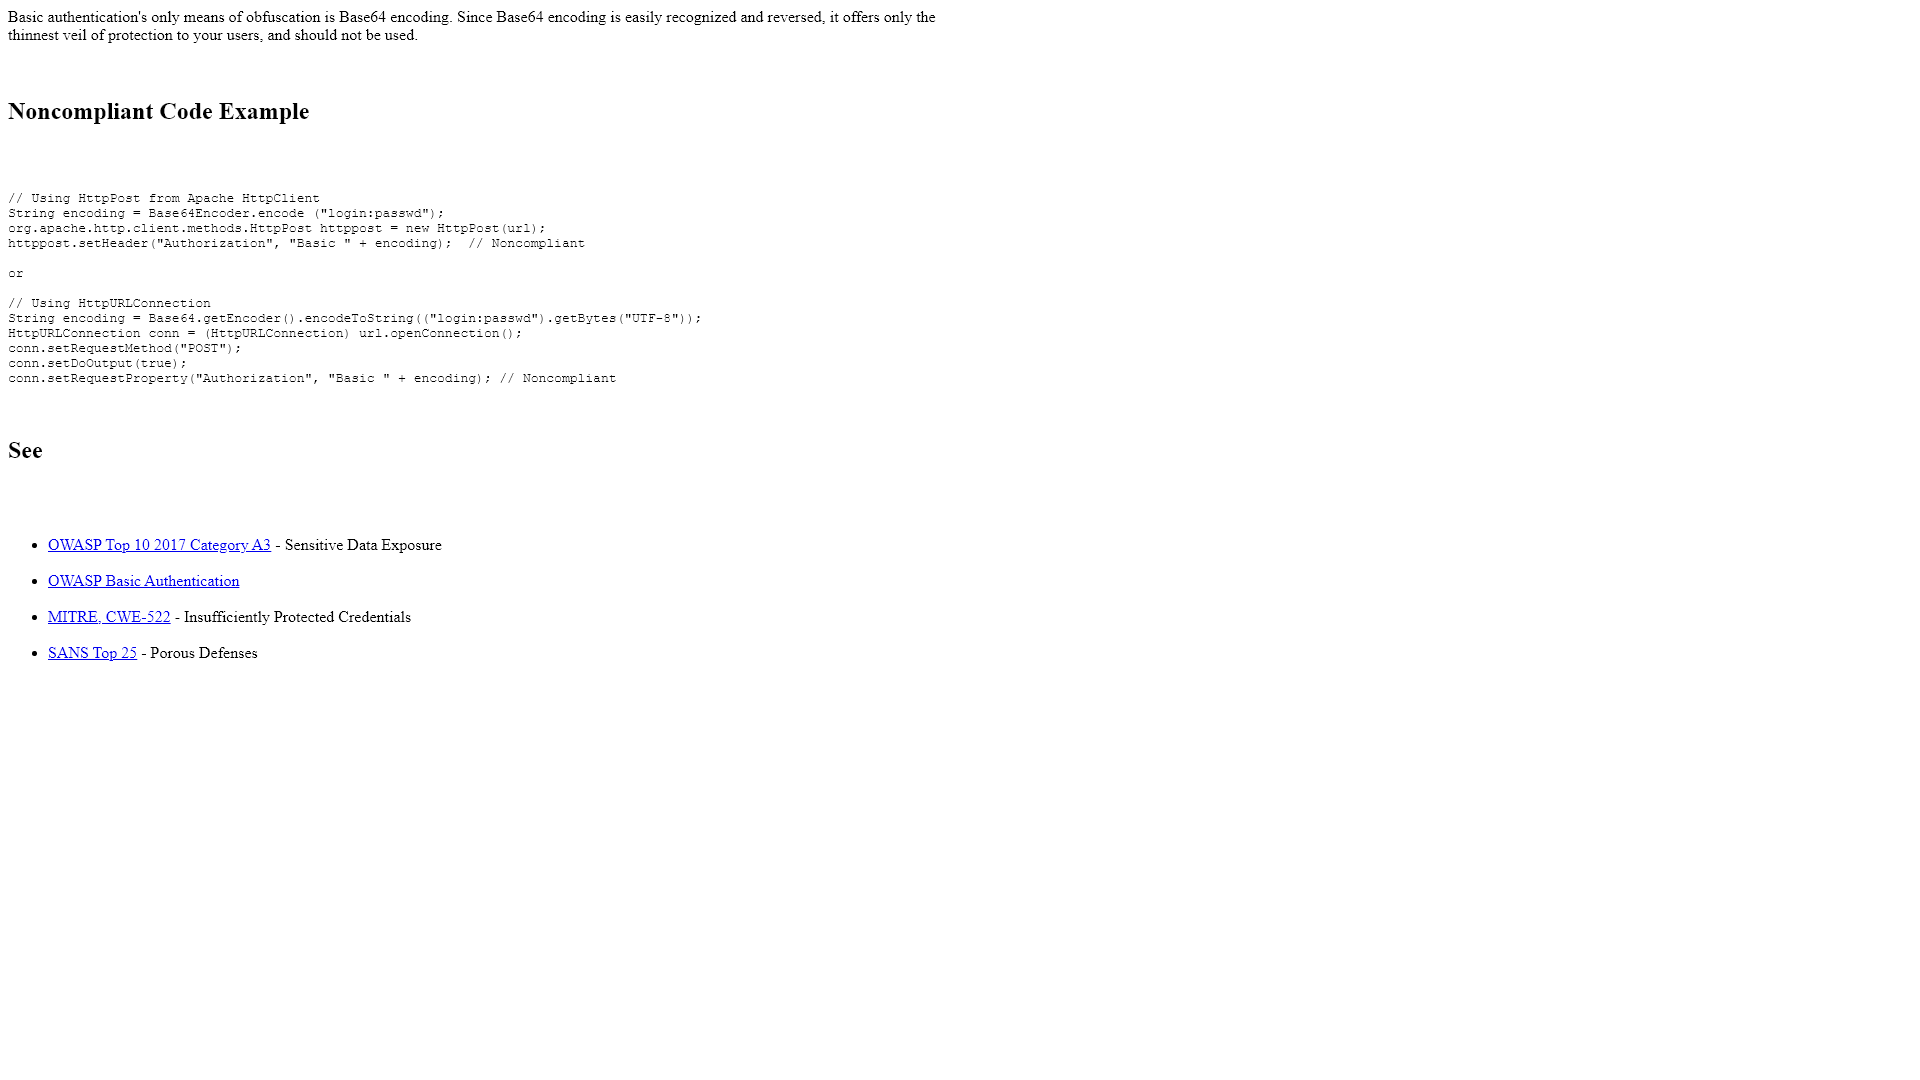 Basic authentication's only means of obfuscation is Base64 encoding. Since Base64 encoding is easily recognized and reversed, it offers only the
thinnest veil of protection to your users, and should not be used.
Noncompliant Code Example
// Using HttpPost from Apache HttpClient
String encoding = Base64Encoder.encode ("login:passwd");
org.apache.http.client.methods.HttpPost httppost = new HttpPost(url);
httppost.setHeader("Authorization", "Basic " + encoding);  // Noncompliant
or
// Using HttpURLConnection
String encoding = Base64.getEncoder().encodeToString(("login:passwd").getBytes("UTF-8"));
HttpURLConnection conn = (HttpURLConnection) url.openConnection();
conn.setRequestMethod("POST");
conn.setDoOutput(true);
conn.setRequestProperty("Authorization", "Basic " + encoding); // Noncompliant
See
• OWASP Top 10 2017 Category A3 - Sensitive Data Exposure
• OWASP Basic Authentication
• MITRE, CWE-522 - Insufficiently Protected Credentials
• SANS Top 25 - Porous Defenses